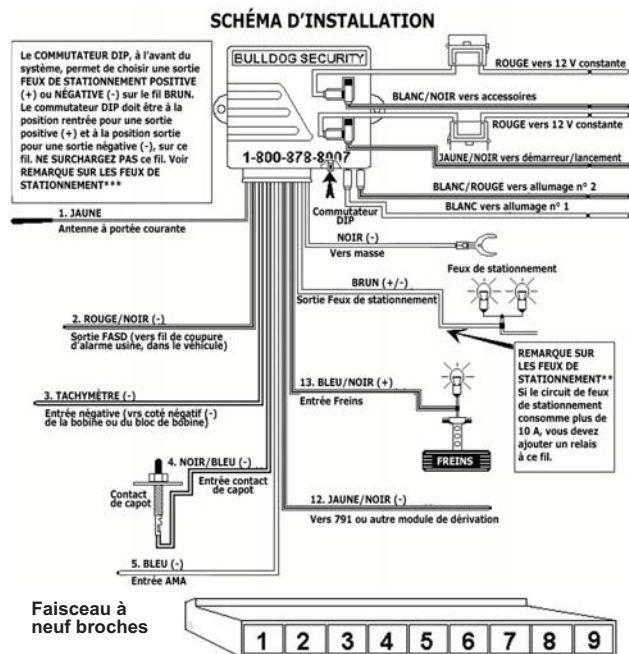 SCHÉMA D'INSTALLATION
Le COMMUTATEUR DIP, à l'avant du
système, permet de choisir une sortie
FEUX DE STATIONNEMENT POSITIVE
(+) ou NÉGATIVE (-) sur le fil BRUN.
Le commutateur DIP doit être à la
position rentrée pour une sortie
positive (+) et à la position sortie
pour une sortie négative (-), sur ce
fil. NE SURCHARGEZ PAS ce fil. Voir
REMARQUE SUR LES FEUX DE
STATIONNEMENT***
BULLDOG SECURITY
1-800-878-8007
ROUGE vers 12 V constante
BLANC/NOIR vers accessoires
ROUGE vers 12 V constante
JAUNE/NOIR vers démarreur/lancement
BLANC/ROUGE vers allumage n° 2
BLANC vers allumage n° 1
Commutateur
DIP
1. JAUNE
Antenne à portée courante
NOIR (-)
Vers masse
BRUN (+/-)
Sortie Feux de stationnement
Feux de stationnement
2. ROUGE/NOIR (-)
Sortie FASD (vers fil de coupure
d'alarme usine, dans le véhicule)
REMARQUE SUR
LES FEUX DE
STATIONNEMENT**
Si le circuit de feux
de stationnement
consomme plus de
10 A, vous devez
ajouter un relais
à ce fil.
3. TACHYMÈTRE (-)
Entrée négative (vrs coté négatif (-)
de la bobine ou du bloc de bobine)
13. BLEU/NOIR (+)
Entrée Freins
FREINS
4. NOIR/BLEU (-)
Entrée contact
de capot
Contact
de capot
12. JAUNE/NOIR (-)
Vers 791 ou autre module de dérivation
5. BLEU (-)
Entrée AMA
Faisceau à
neuf broches
1 2 3 4 5 6 7 8 9